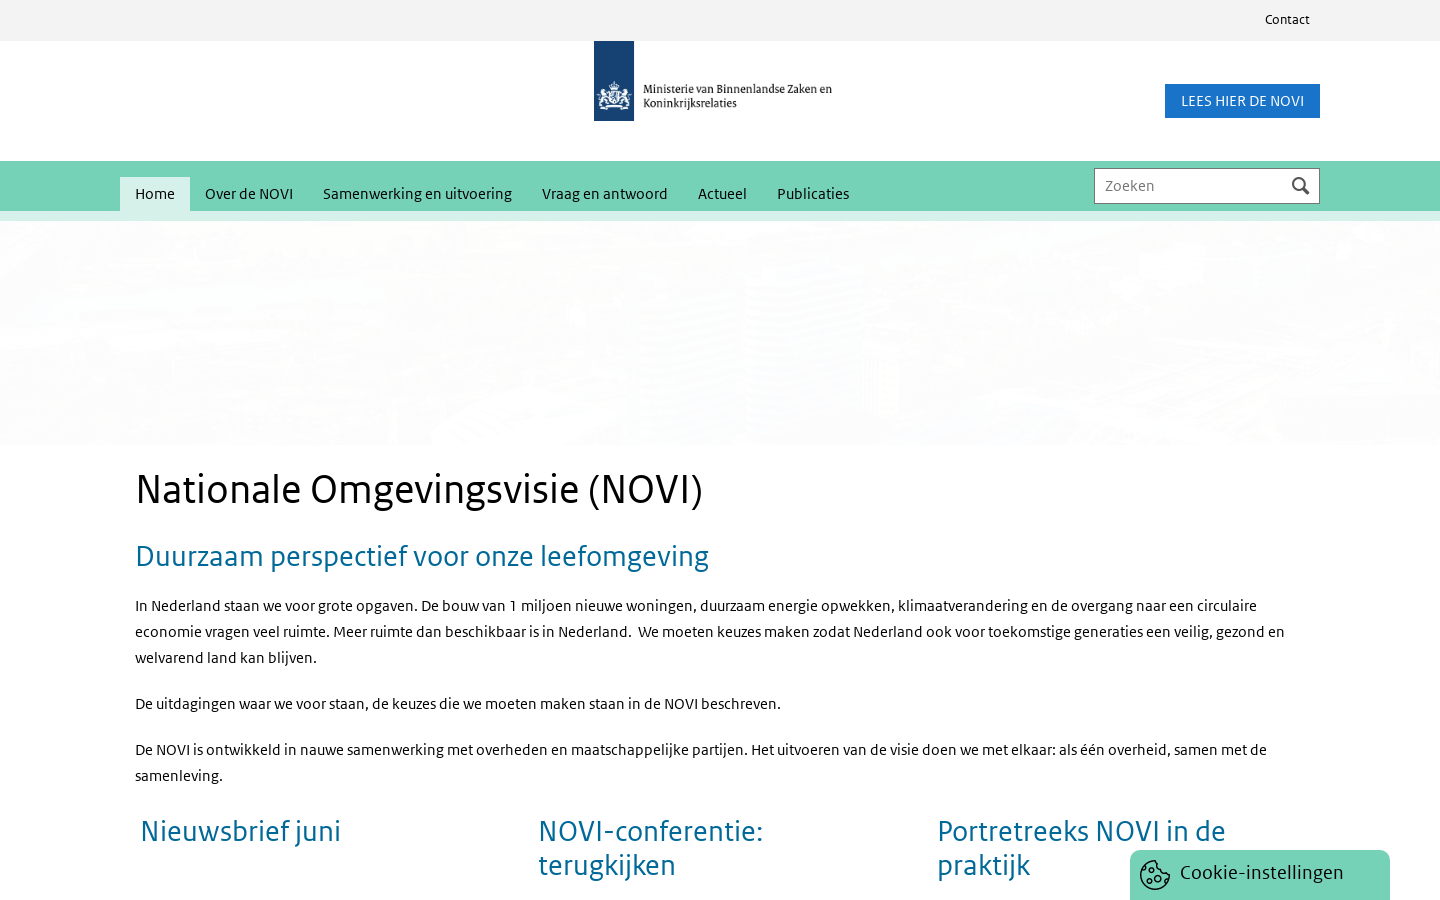 Contact
Ministerie van Binnenlandse Zaken en
Koninkrijksrelaties
LEES HIER DE NOVI
Home
Over de NOVI
Samenwerking en uitvoering
Vraag en antwoord
Actueel
Publicaties
Zoeken
Nationale Omgevingsvisie (NOVI)
Duurzaam perspectief voor onze leefomgeving
In Nederland staan we voor grote opgaven. De bouw van 1 miljoen nieuwe woningen, duurzaam energie opwekken, klimaatverandering en de overgang naar een circulaire
economie vragen veel ruimte. Meer ruimte dan beschikbaar is in Nederland.  We moeten keuzes maken zodat Nederland ook voor toekomstige generaties een veilig, gezond en
welvarend land kan blijven.
De uitdagingen waar we voor staan, de keuzes die we moeten maken staan in de NOVI beschreven.
De NOVI is ontwikkeld in nauwe samenwerking met overheden en maatschappelijke partijen. Het uitvoeren van de visie doen we met elkaar: als één overheid, samen met de
samenleving.
Nieuwsbrief juni
NOVI-conferentie:
terugkijken
Portretreeks NOVI in de
praktijk
Cookie-instellingen